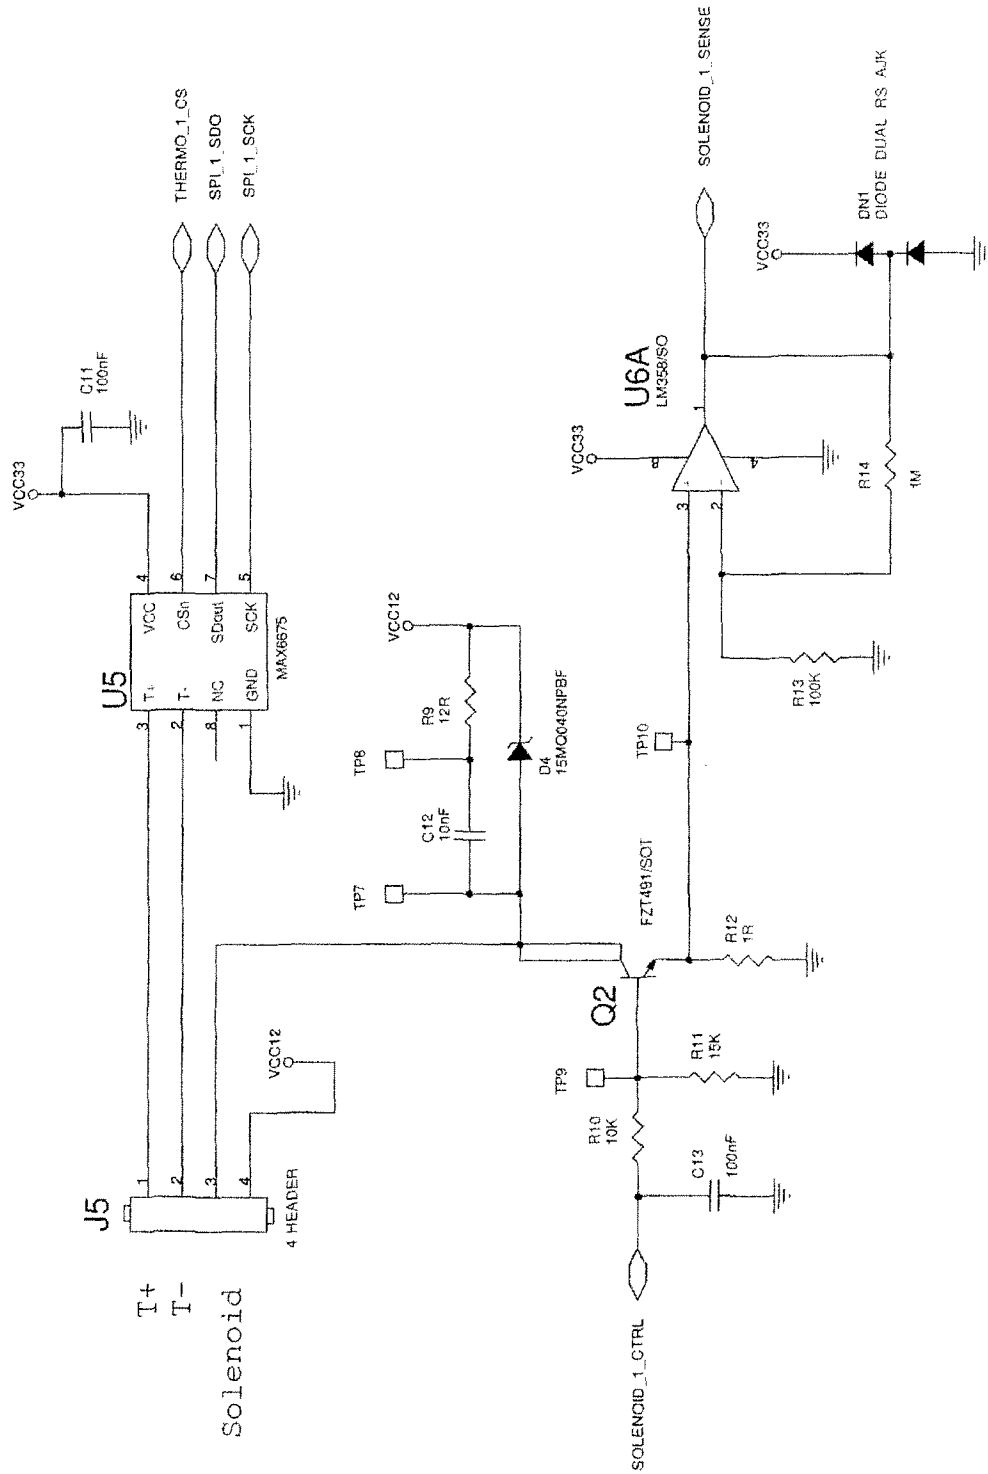 J5
T+
T-
Solenoid
1
2
3
4
4 HEADER
VCC12
U5
3
2
8
1
T+
T-
NC
GND
VCC
CSn
SDout
SCK
4
6
7
5
MAX6675
VCC33
C11
100nF
THERMO_1_CS
SPI_1_SDO
SPI_1_SCK
TP7
C12
10nF
TP8
R9
12R
VCC12
D4
15MQ040NPBF
SOLENOID_1_CTRL
C13
100nF
R10
10K
TP9
R11
15K
Q2
FZT491/SOT
R12
1R
TP10
R13
100K
3
2
VCC33
8
4
1
U6A
LM358/SO
R14
1M
SOLENOID_1_SENSE
VCC33
DN1
DIODE DUAL RS AJK